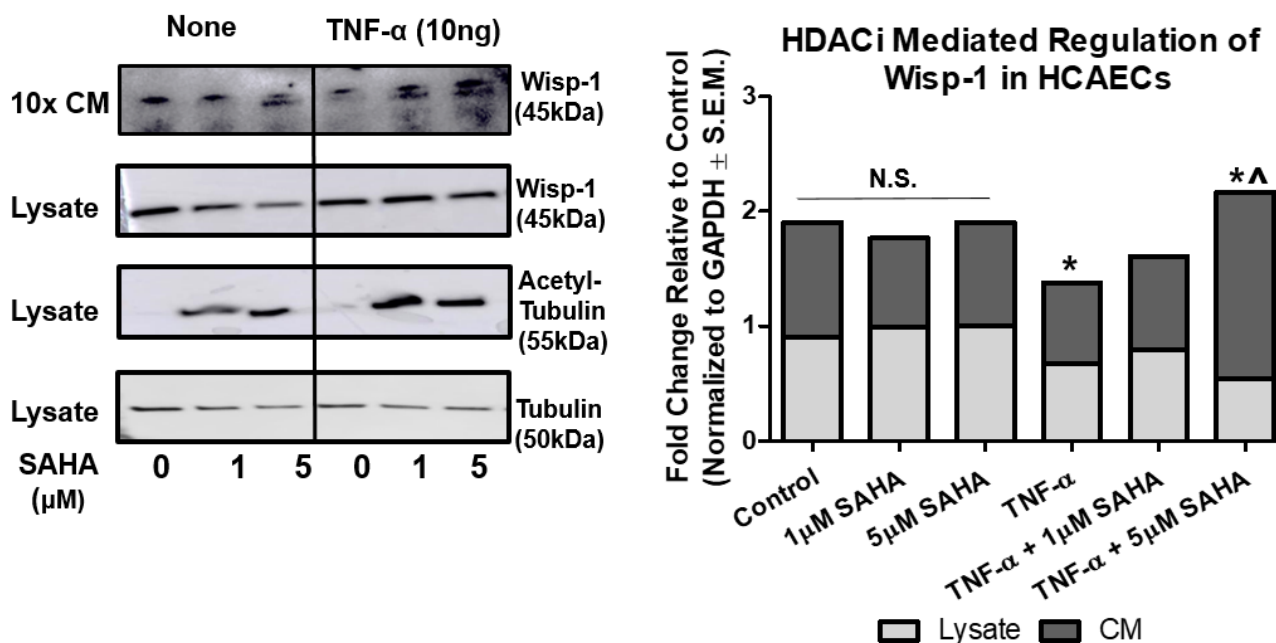 None TNF-α (10ng)
10x CM
Wisp-1
(45kDa)
Lysate
Wisp-1
(45kDa)
Lysate
Acetyl-
Tubulin
(55kDa)
Lysate
Tubulin
(50kDa)
SAHA 0 1 5 0 1 5
(µM)
HDACi Mediated Regulation of
Wisp-1 in HCAECs
Fold Change Relative to Control
(Normalized to GAPDH ± S.E.M.)
3
2
1
0
N.S.
*
*^
Control
1µM SAHA
5µM SAHA
TNF-α
TNF-α + 1µM SAHA
TNF-α + 5µM SAHA
Lysate CM